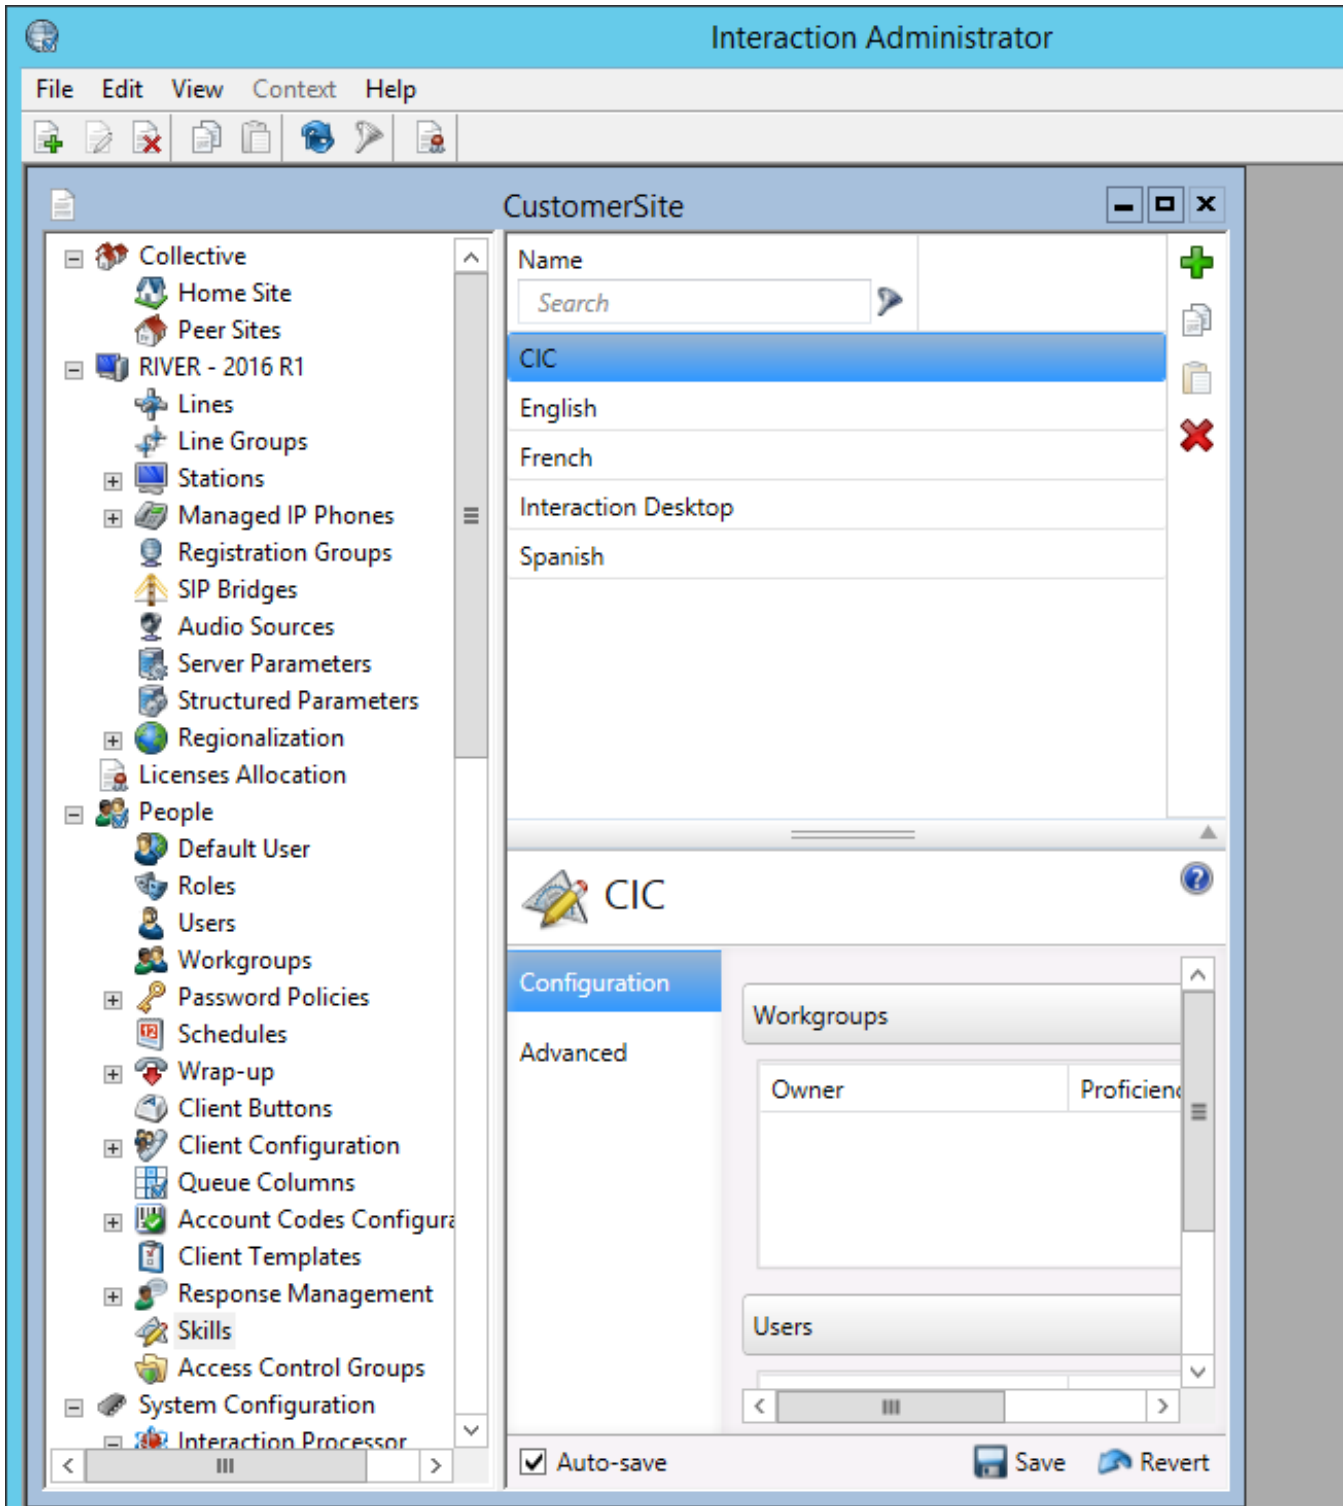 Interaction Administrator
File Edit View Context Help
CustomerSite
Collective
Home Site
Peer Sites
RIVER - 2016 R1
Lines
Line Groups
Stations
Managed IP Phones
Registration Groups
SIP Bridges
Audio Sources
Server Parameters
Structured Parameters
Regionalization
Licenses Allocation
People
Default User
Roles
Users
Workgroups
Password Policies
Schedules
Wrap-up
Client Buttons
Client Configuration
Queue Columns
Account Codes Configura
Client Templates
Response Management
Skills
Access Control Groups
System Configuration
Interaction Processor
Name
Search
CIC
English
French
Interaction Desktop
Spanish
CIC
Configuration
Advanced
Workgroups
Owner Proficienc
Users
Auto-save Save Revert